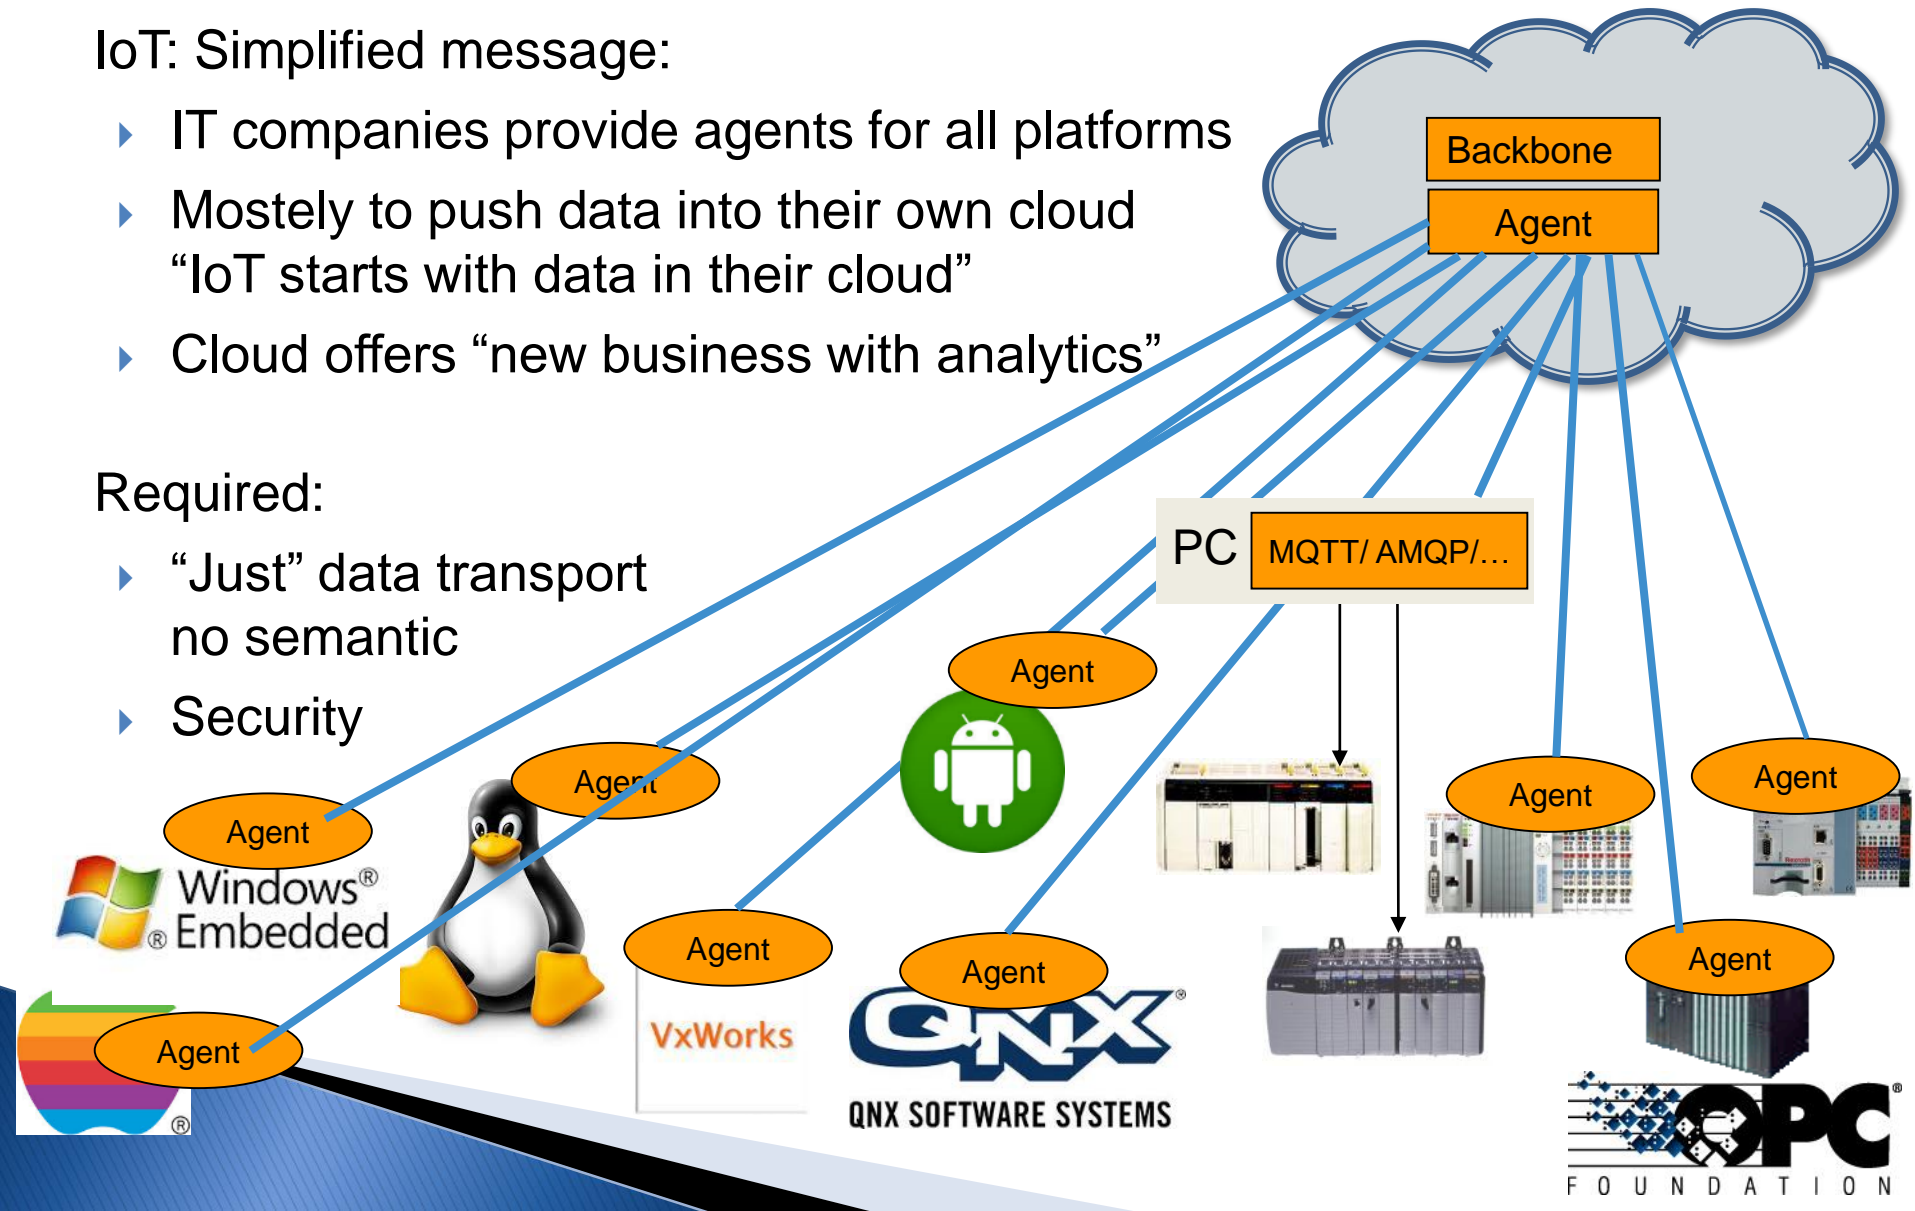 IoT: Simplified message:
IT companies provide agents for all platforms
Mostely to push data into their own cloud
“IoT starts with data in their cloud”
Cloud offers “new business with analytics”
Required:
“Just” data transport
no semantic
Security
Backbone
Agent
PC
MQTT/ AMQP/…
Agent
Agent
Agent
Agent
Agent
Agent
Agent
Agent
Agent
Windows®
® Embedded
®
VxWorks
QNX®
QNX SOFTWARE SYSTEMS
Rexroth
OPC®
FOUNDATION